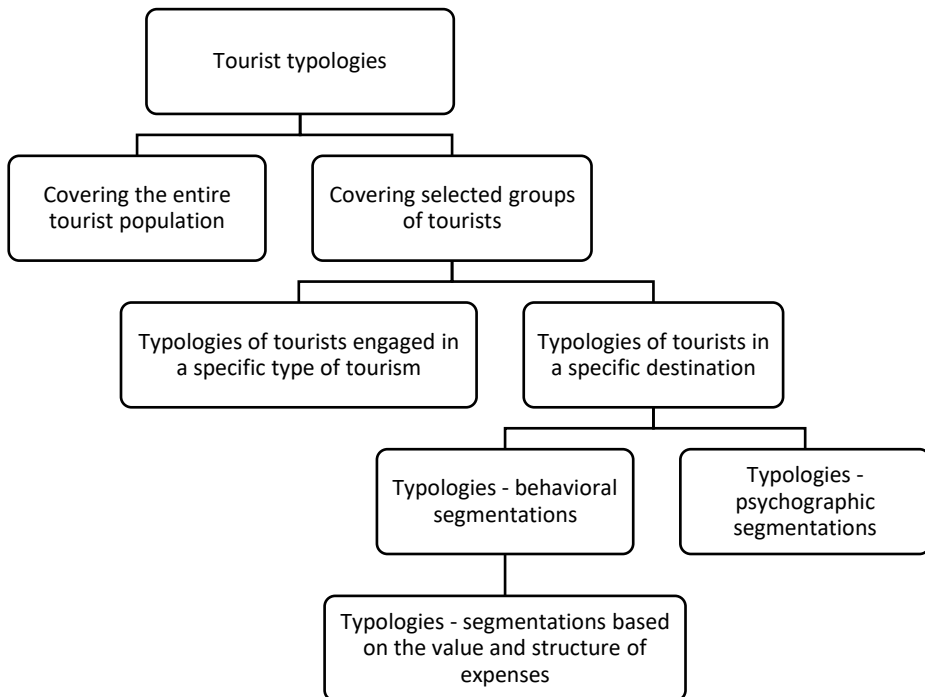 Tourist typologies
Covering the entire
tourist population
Covering selected groups
of tourists
Typologies of tourists engaged in
a specific type of tourism
Typologies of tourists in
a specific destination
Typologies - behavioral
segmentations
Typologies -
psychographic
segmentations
Typologies - segmentations based
on the value and structure of
expenses